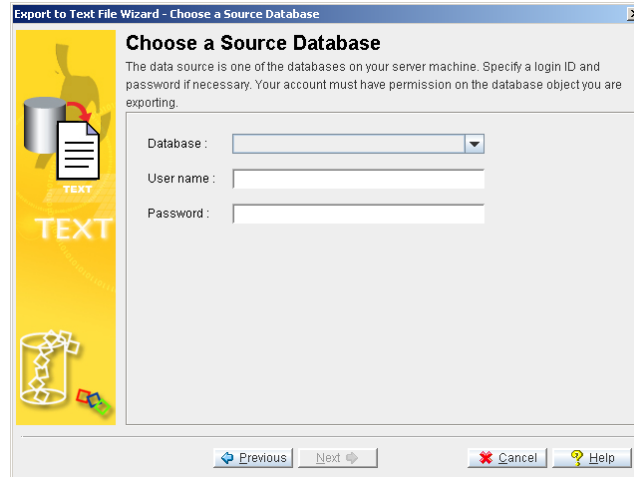 Export to Text File Wizard - Choose a Source Database
Choose a Source Database
The data source is one of the databases on your server machine. Specify a login ID and
password if necessary. Your account must have permission on the database object you are
exporting.
Database :
User name :
Password :
TEXT
TEXT
Previous
Next
Cancel
Help